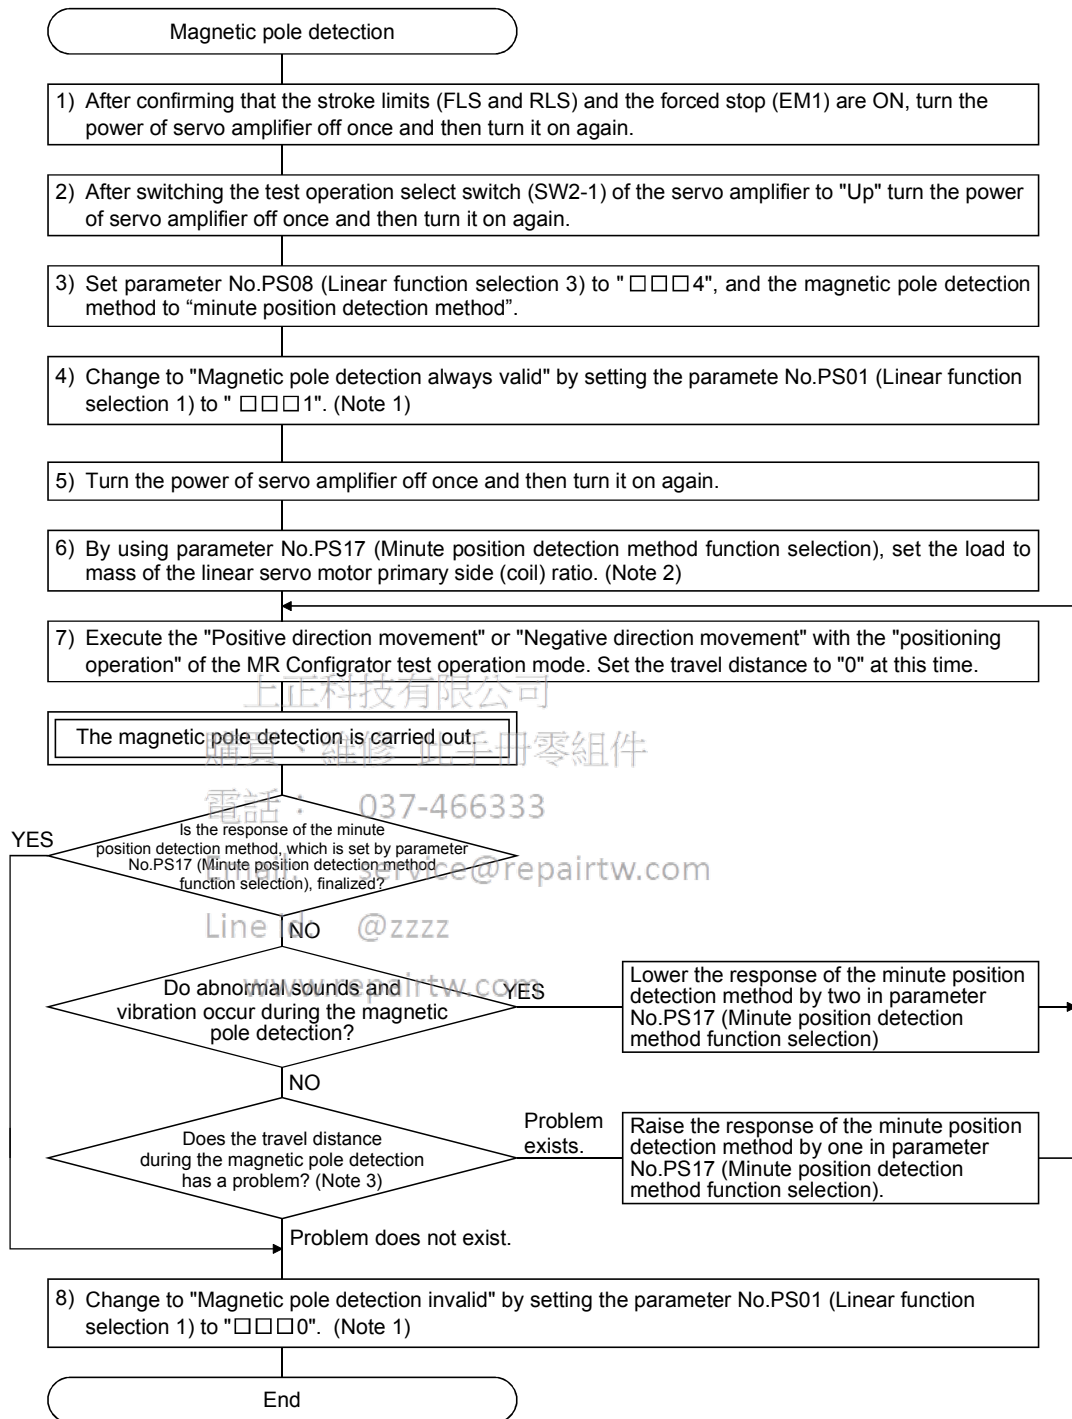 Magnetic pole detection
1) After confirming that the stroke limits (FLS and RLS) and the forced stop (EM1) are ON, turn the
power of servo amplifier off once and then turn it on again.
2) After switching the test operation select switch (SW2-1) of the servo amplifier to "Up" turn the power
of servo amplifier off once and then turn it on again.
3) Set parameter No.PS08 (Linear function selection 3) to "□□□4", and the magnetic pole detection
method to “minute position detection method”.
4) Change to "Magnetic pole detection always valid" by setting the paramete No.PS01 (Linear function
selection 1) to " □□□1". (Note 1)
5) Turn the power of servo amplifier off once and then turn it on again.
6) By using parameter No.PS17 (Minute position detection method function selection), set the load to
mass of the linear servo motor primary side (coil) ratio. (Note 2)
7) Execute the "Positive direction movement" or "Negative direction movement" with the "positioning
operation" of the MR Configrator test operation mode. Set the travel distance to "0" at this time.
上正科技有限公司
The magnetic pole detection is carried out.
購買、維修 此手冊零組件
電話： 037-466333
YES
Is the response of the minute
position detection method, which is set by parameter
No.PS17 (Minute position detection method
function selection), finalized?
Email: service@repairtw.com
Line id: @zzzz
NO
www.repairtw.com
Do abnormal sounds and
vibration occur during the magnetic
pole detection?
YES
Lower the response of the minute position
detection method by two in parameter
No.PS17 (Minute position detection
method function selection)
NO
Does the travel distance
during the magnetic pole detection
has a problem? (Note 3)
Problem
exists.
Raise the response of the minute position
detection method by one in parameter
No.PS17 (Minute position detection
method function selection).
Problem does not exist.
8) Change to "Magnetic pole detection invalid" by setting the parameter No.PS01 (Linear function
selection 1) to "□□□0". (Note 1)
End